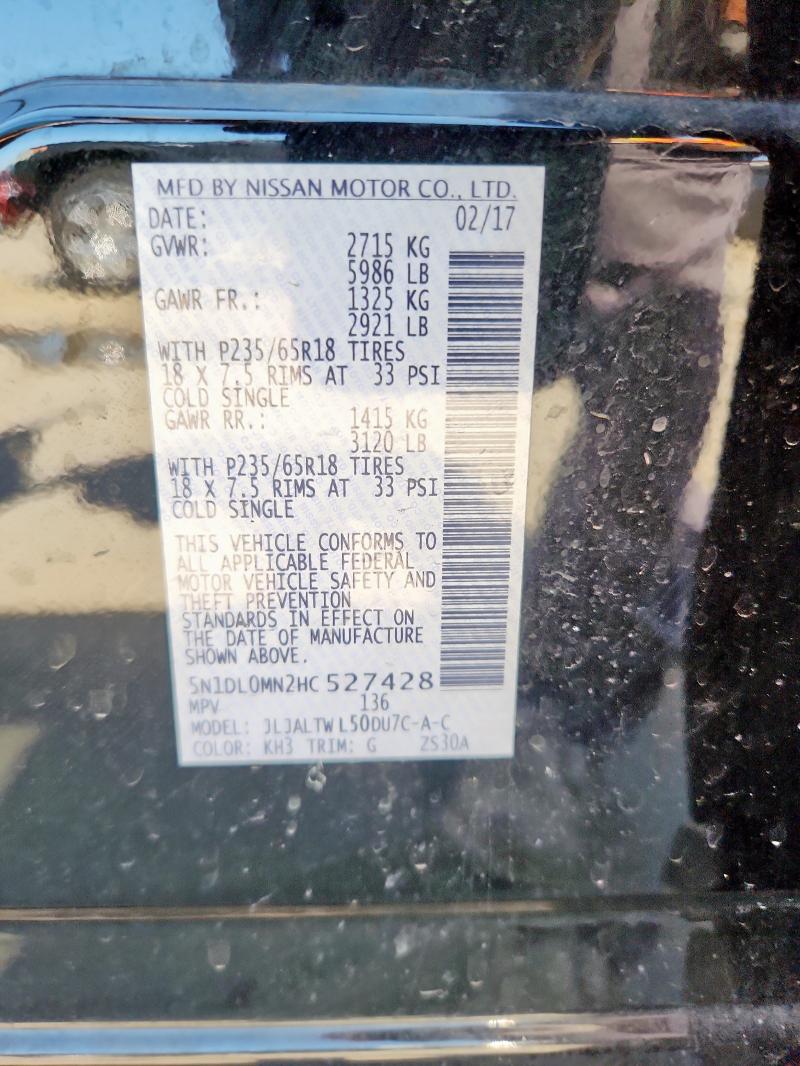 MFD BY NISSAN MOTOR CO., LTD.
DATE: 02/17
GVWR: 2715 KG
5986 LB
GAWR FR.: 1325 KG
2921 LB
WITH P235/65R18 TIRES
18 X 7.5 RIMS AT 33 PSI
COLD SINGLE
GAWR RR.: 1415 KG
3120 LB
WITH P235/65R18 TIRES
18 X 7.5 RIMS AT 33 PSI
COLD SINGLE
THIS VEHICLE CONFORMS TO
ALL APPLICABLE FEDERAL
MOTOR VEHICLE SAFETY AND
THEFT PREVENTION
STANDARDS IN EFFECT ON
THE DATE OF MANUFACTURE
SHOWN ABOVE.
5N1DL0MN2HC 527428
MPV 136
MODEL: JLJALTWL50DU7C-A-C
COLOR: KH3 TRIM: G ZS30A